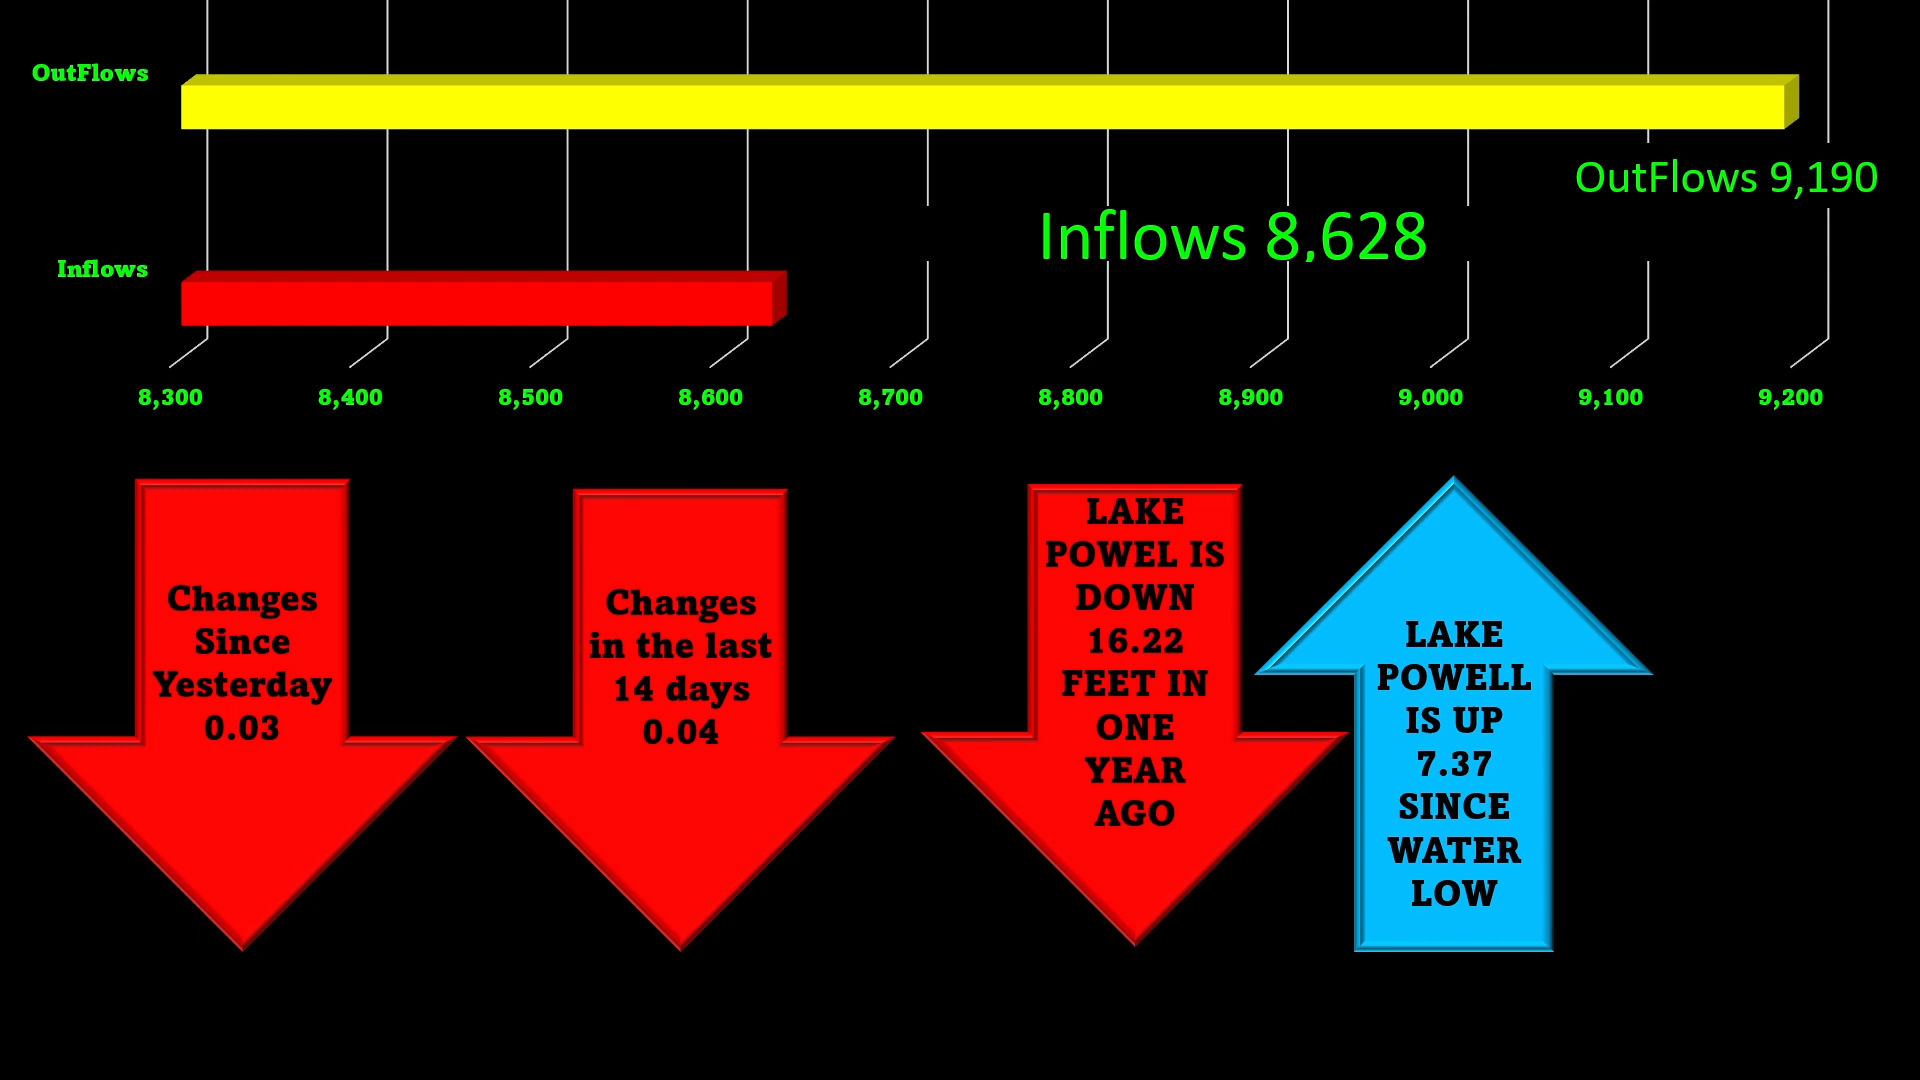 OutFlows
OutFlows 9,190
Inflows 8,628
Inflows
8,300 8,400 8,500 8,600 8,700 8,800 8,900 9,000 9,100 9,200
Changes
Since
Yesterday
0.03
Changes
in the last
14 days
0.04
LAKE
POWEL IS
DOWN
16.22
FEET IN
ONE
YEAR
AGO
LAKE
POWELL
IS UP
7.37
SINCE
WATER
LOW